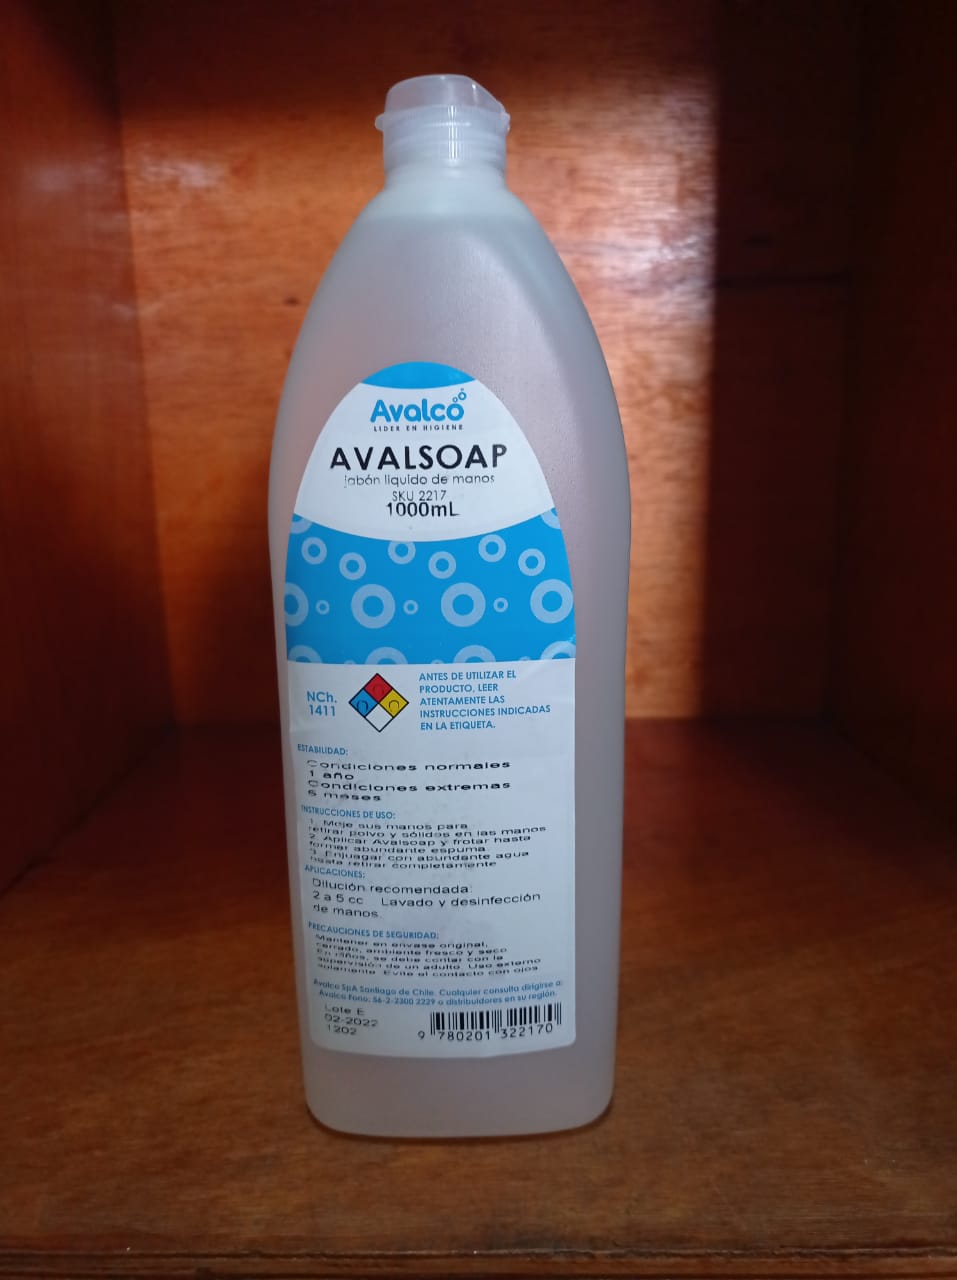 Avalco
LIDER EN HIGIENE
AVALSOAP
jabón liquido de manos
SKU 2217
1000mL
NCh.
1411
ANTES DE UTILIZAR EL
PRODUCTO, LEER
ATENTAMENTE LAS
INSTRUCCIONES INDICADAS
EN LA ETIQUETA.
ESTABILIDAD:
Condiciones normales
1 año
Condiciones extremas
6 meses
INSTRUCCIONES DE USO:
1. Moje sus manos para
retirar polvo y sólidos en las manos
2. Aplicar Avalsoap y frotar hasta
formar abundante espuma
3. Enjuagar con abundante agua
hasta retirar completamente
APLICACIONES:
Dilución recomendada:
2 a 5 cc Lavado y desinfección
de manos.
PRECAUCIONES DE SEGURIDAD:
Mantener en envase original,
cerrado, ambiente fresco y seco
En niños, se debe contar con la
supervisión de un adulto. Uso externo
solamente. Evite el contacto con ojos
Avalco SpA Santiago de Chile. Cualquier consulta dirigirse a:
Avalco Fono: 56-2-2300 2229 o distribuidores en su región.
Lote E
02-2022
1202
9 780201 322170